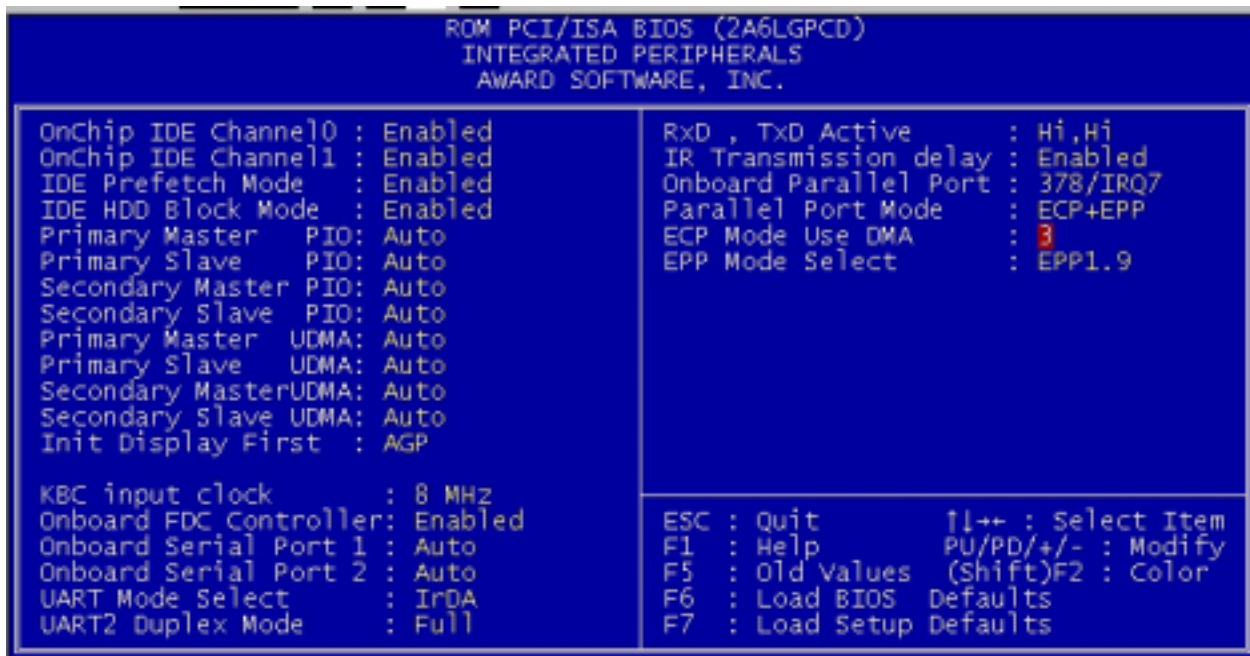 ROM PCI/ISA BIOS (2A6LGPCD)
INTEGRATED PERIPHERALS
AWARD SOFTWARE, INC.
OnChip IDE Channel0 : Enabled
OnChip IDE Channel1 : Enabled
IDE Prefetch Mode : Enabled
IDE HDD Block Mode : Enabled
Primary Master PIO: Auto
Primary Slave PIO: Auto
Secondary Master PIO: Auto
Secondary Slave PIO: Auto
Primary Master UDMA: Auto
Primary Slave UDMA: Auto
Secondary MasterUDMA: Auto
Secondary Slave UDMA: Auto
Init Display First : AGP
KBC input clock : 8 MHz
Onboard FDC Controller: Enabled
Onboard Serial Port 1 : Auto
Onboard Serial Port 2 : Auto
UART Mode Select : IrDA
UART2 Duplex Mode : Full
RxD , TxD Active : Hi,Hi
IR Transmission delay : Enabled
Onboard Parallel Port : 378/IRQ7
Parallel Port Mode : ECP+EPP
ECP Mode Use DMA : 3
EPP Mode Select : EPP1.9
ESC : Quit ↑↓→← : Select Item
F1 : Help PU/PD/+/- : Modify
F5 : Old Values (Shift)F2 : Color
F6 : Load BIOS Defaults
F7 : Load Setup Defaults